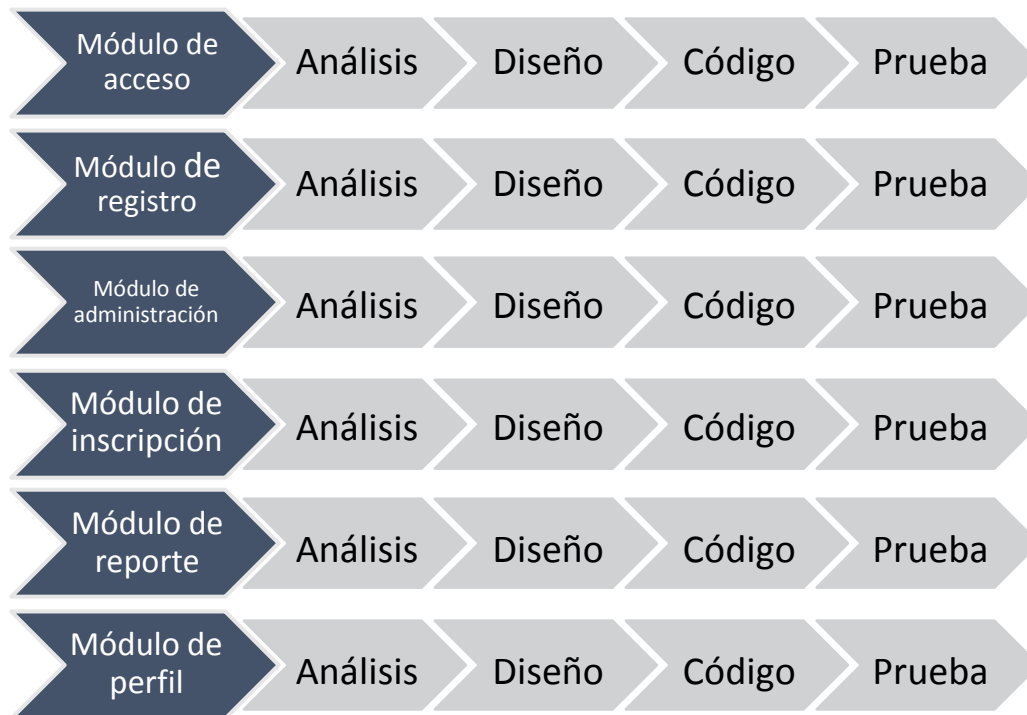 Módulo de
acceso
Análisis
Diseño
Código
Prueba
Módulo de
registro
Análisis
Diseño
Código
Prueba
Módulo de
administración
Análisis
Diseño
Código
Prueba
Módulo de
inscripción
Análisis
Diseño
Código
Prueba
Módulo de
reporte
Análisis
Diseño
Código
Prueba
Módulo de
perfil
Análisis
Diseño
Código
Prueba